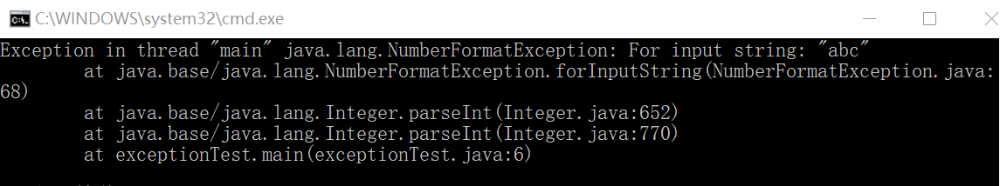 C:\WINDOWS\system32\cmd.exe
Exception in thread "main" java.lang.NumberFormatException: For input string: "abc"
at java.base/java.lang.NumberFormatException.forInputString(NumberFormatException.java:
68)
at java.base/java.lang.Integer.parseInt(Integer.java:652)
at java.base/java.lang.Integer.parseInt(Integer.java:770)
at exceptionTest.main(exceptionTest.java:6)